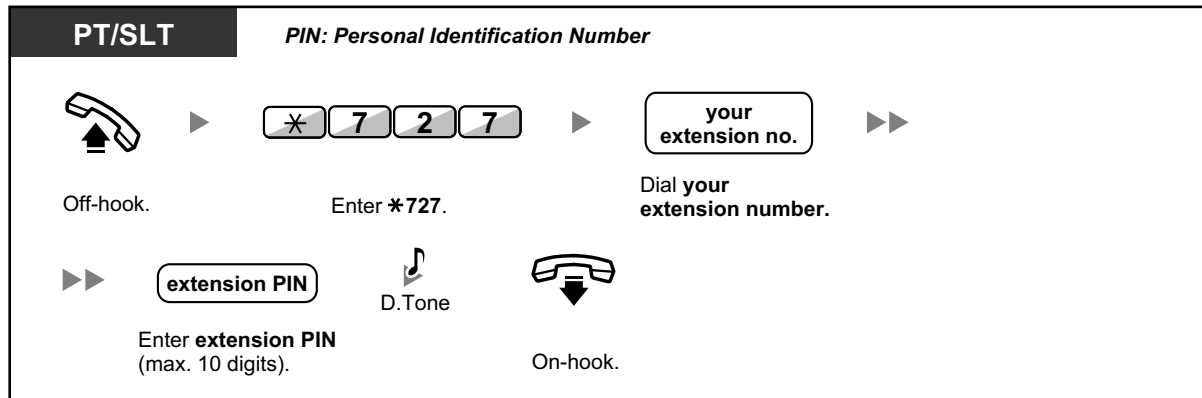 PT/SLT
PIN: Personal Identification Number
✳ 7 2 7
your
extension no.
Off-hook.
Enter ✳727.
Dial your
extension number.
extension PIN
D.Tone
Enter extension PIN
(max. 10 digits).
On-hook.